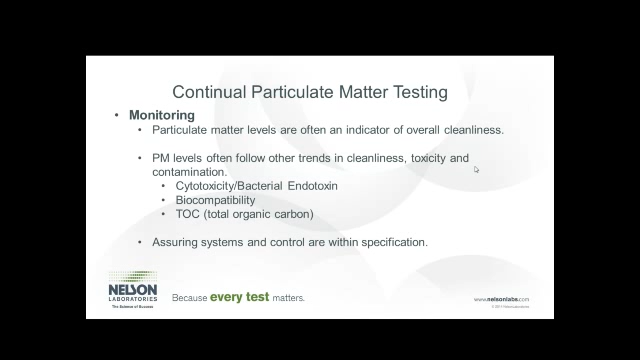 Continual Particulate Matter Testing
• Monitoring
• Particulate matter levels are often an indicator of overall cleanliness.
• PM levels often follow other trends in cleanliness, toxicity and
contamination.
• Cytotoxicity/Bacterial Endotoxin
• Biocompatibility
• TOC (total organic carbon)
• Assuring systems and control are within specification.
NELSON
LABORATORIES
The Science of Success
Because every test matters.
www.nelsonlabs.com